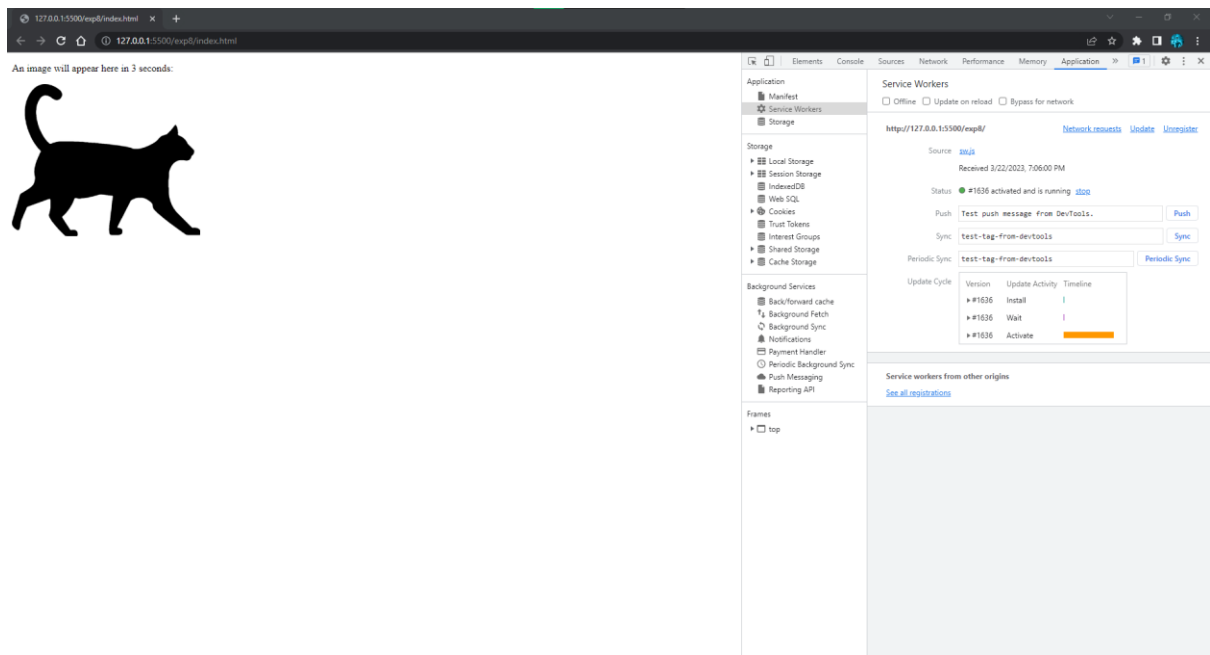 127.0.0.1:5500/exp8/index.html
127.0.0.1:5500/exp8/index.html
An image will appear here in 3 seconds:
Elements Console Sources Network Performance Memory Application » 1
Application
Manifest
Service Workers
Storage
Storage
Local Storage
Session Storage
IndexedDB
Web SQL
Cookies
Trust Tokens
Interest Groups
Shared Storage
Cache Storage
Background Services
Back/forward cache
Background Fetch
Background Sync
Notifications
Payment Handler
Periodic Background Sync
Push Messaging
Reporting API
Frames
top
Service Workers
Offline Update on reload Bypass for network
http://127.0.0.1:5500/exp8/ Network requests Update Unregister
Source sw.js
Received 3/22/2023, 7:06:00 PM
Status #1636 activated and is running stop
Push Test push message from DevTools. Push
Sync test-tag-from-devtools Sync
Periodic Sync test-tag-from-devtools Periodic Sync
Update Cycle Version Update Activity Timeline
#1636 Install
#1636 Wait
#1636 Activate
Service workers from other origins
See all registrations